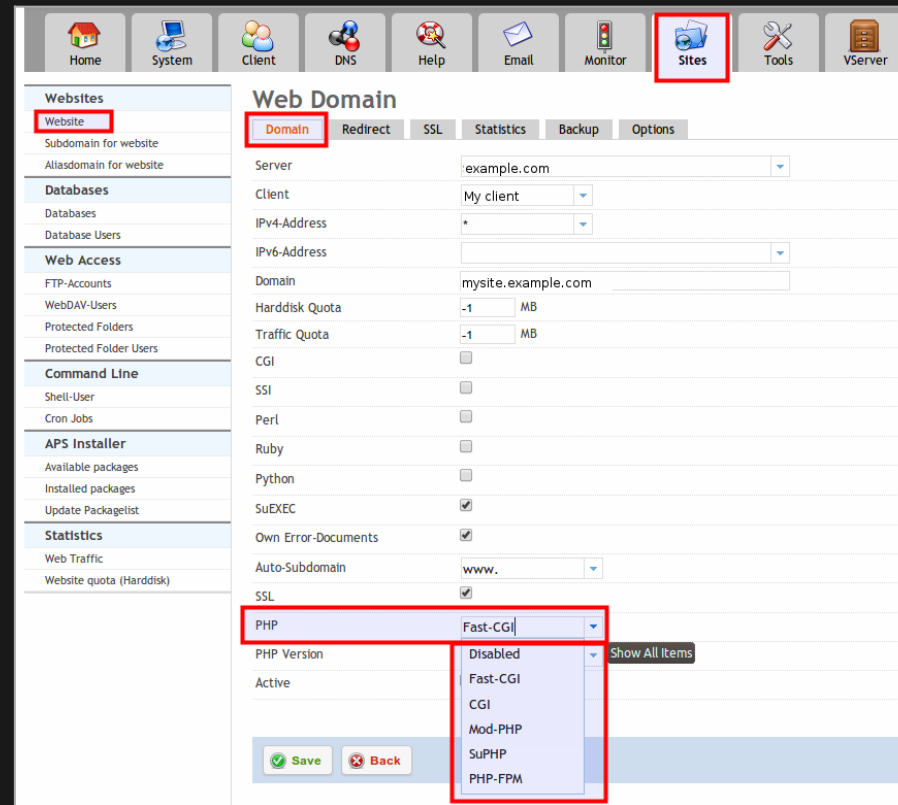 Home System Client DNS Help Email Monitor Sites Tools VServer
Websites
Website
Subdomain for website
Aliasdomain for website
Databases
Databases
Database Users
Web Access
FTP-Accounts
WebDAV-Users
Protected Folders
Protected Folder Users
Command Line
Shell-User
Cron Jobs
APS Installer
Available packages
Installed packages
Update Packagelist
Statistics
Web Traffic
Website quota (Harddisk)
Web Domain
Domain Redirect SSL Statistics Backup Options
Server example.com
Client My client
IPv4-Address *
IPv6-Address
Domain mysite.example.com
Harddisk Quota -1 MB
Traffic Quota -1 MB
CGI
SSI
Perl
Ruby
Python
SuEXEC
Own Error-Documents
Auto-Subdomain www.
SSL
PHP Fast-CGI
PHP Version
Show All Items
Active
Disabled
Fast-CGI
CGI
Mod-PHP
SuPHP
PHP-FPM
Save Back